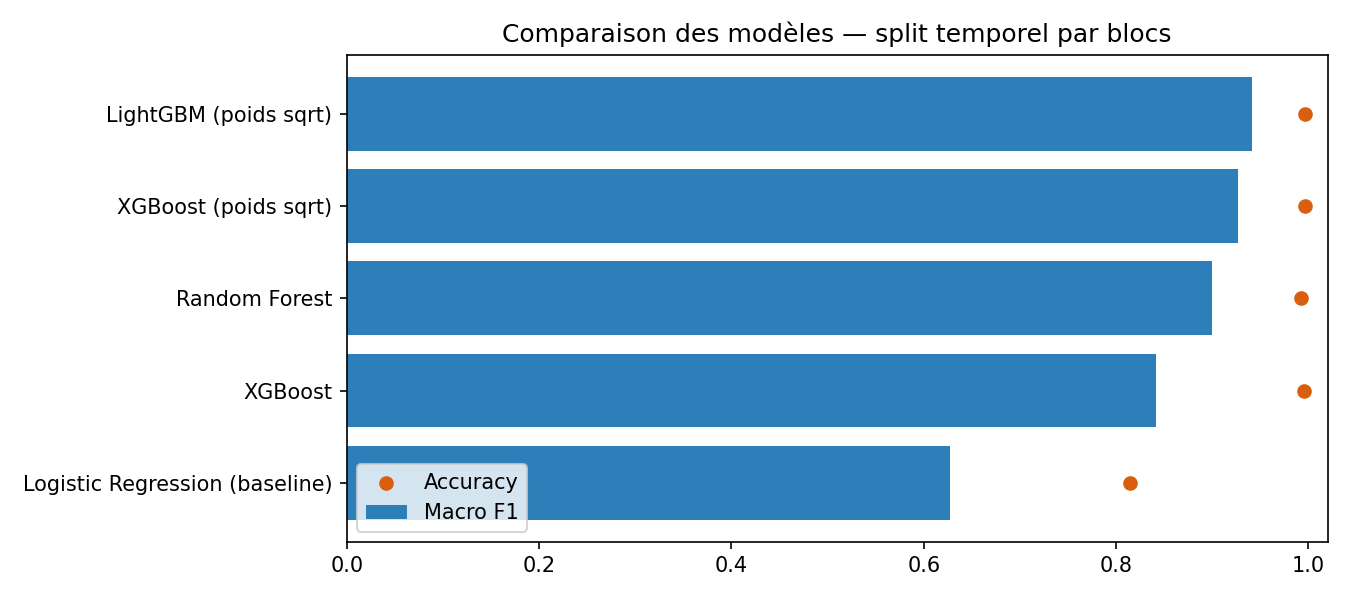 Comparaison des modèles — split temporel par blocs
LightGBM (poids sqrt)
XGBoost (poids sqrt)
Random Forest
XGBoost
Logistic Regression (baseline)
Accuracy
Macro F1
0.0 0.2 0.4 0.6 0.8 1.0